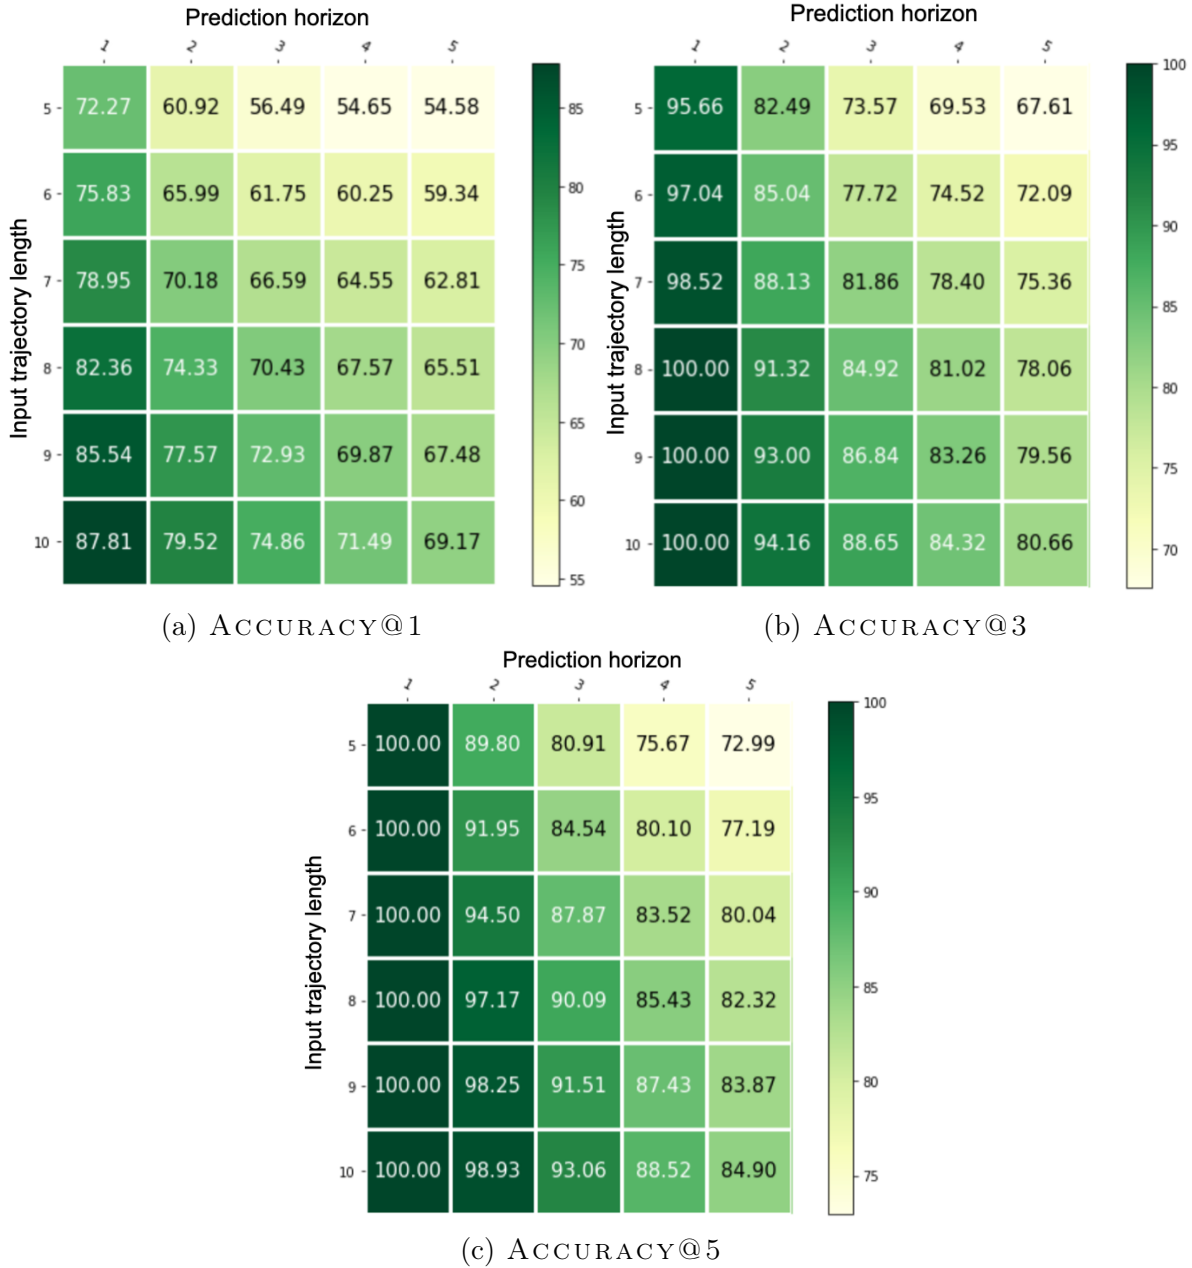 Prediction horizon
1 2 3 4 5
Input trajectory length
5 72.27 60.92 56.49 54.65 54.58
6 75.83 65.99 61.75 60.25 59.34
7 78.95 70.18 66.59 64.55 62.81
8 82.36 74.33 70.43 67.57 65.51
9 85.54 77.57 72.93 69.87 67.48
10 87.81 79.52 74.86 71.49 69.17
85
80
75
70
65
60
55
(a) ACCURACY@1
Prediction horizon
1 2 3 4 5
Input trajectory length
5 95.66 82.49 73.57 69.53 67.61
6 97.04 85.04 77.72 74.52 72.09
7 98.52 88.13 81.86 78.40 75.36
8 100.00 91.32 84.92 81.02 78.06
9 100.00 93.00 86.84 83.26 79.56
10 100.00 94.16 88.65 84.32 80.66
100
95
90
85
80
75
70
(b) ACCURACY@3
Prediction horizon
1 2 3 4 5
Input trajectory length
5 100.00 89.80 80.91 75.67 72.99
6 100.00 91.95 84.54 80.10 77.19
7 100.00 94.50 87.87 83.52 80.04
8 100.00 97.17 90.09 85.43 82.32
9 100.00 98.25 91.51 87.43 83.87
10 100.00 98.93 93.06 88.52 84.90
100
95
90
85
80
75
(c) ACCURACY@5